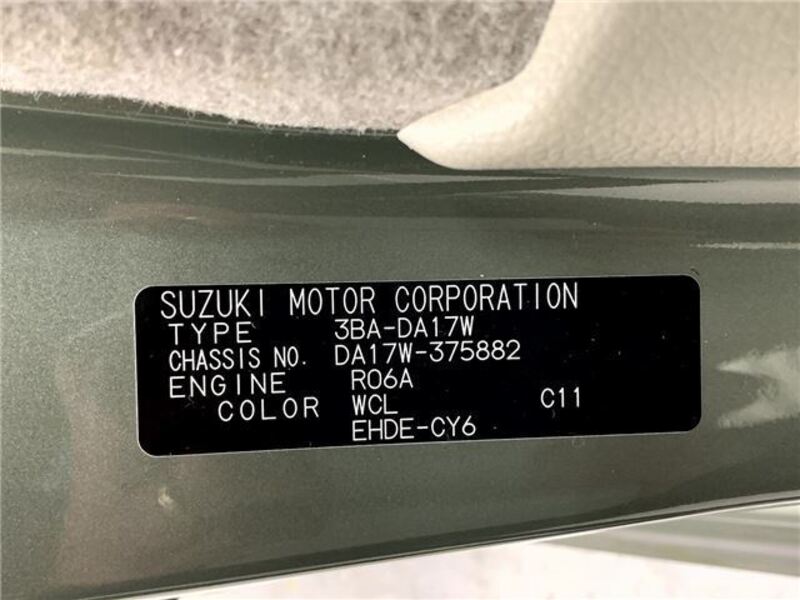 SUZUKI MOTOR CORPORATION
TYPE 3BA-DA17W
CHASSIS NO. DA17W-375882
ENGINE R06A
COLOR WCL C11
EHDE-CY6